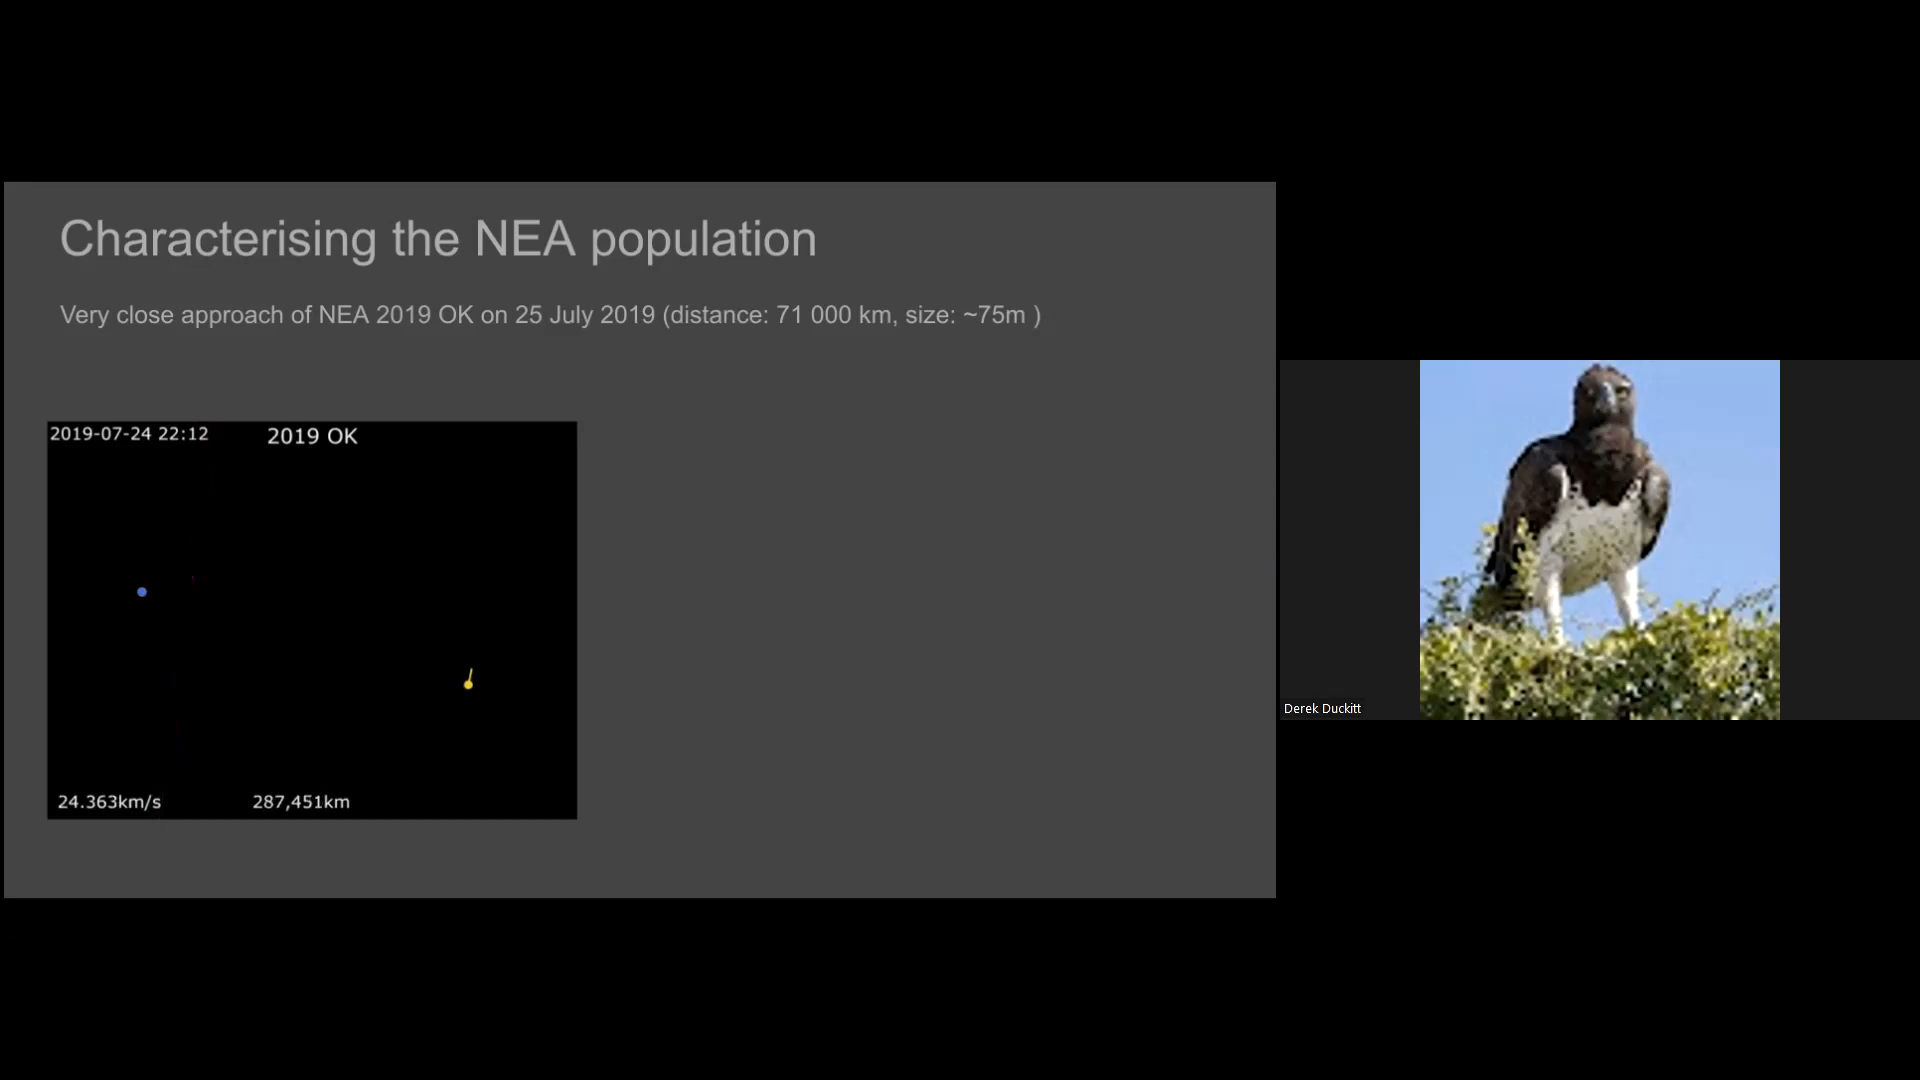 Characterising the NEA population
Very close approach of NEA 2019 OK on 25 July 2019 (distance: 71 000 km, size: ~75m )
2019-07-24 22:12
2019 OK
24.363km/s
287,451km
Derek Duckitt